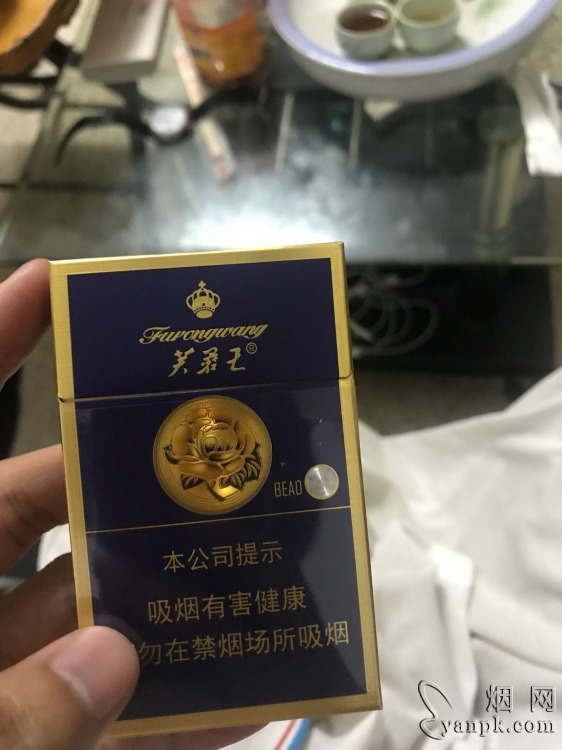 Furongwang
芙蓉王®
BEAD
本公司提示
吸烟有害健康
勿在禁烟场所吸烟
烟网
yanpk.com